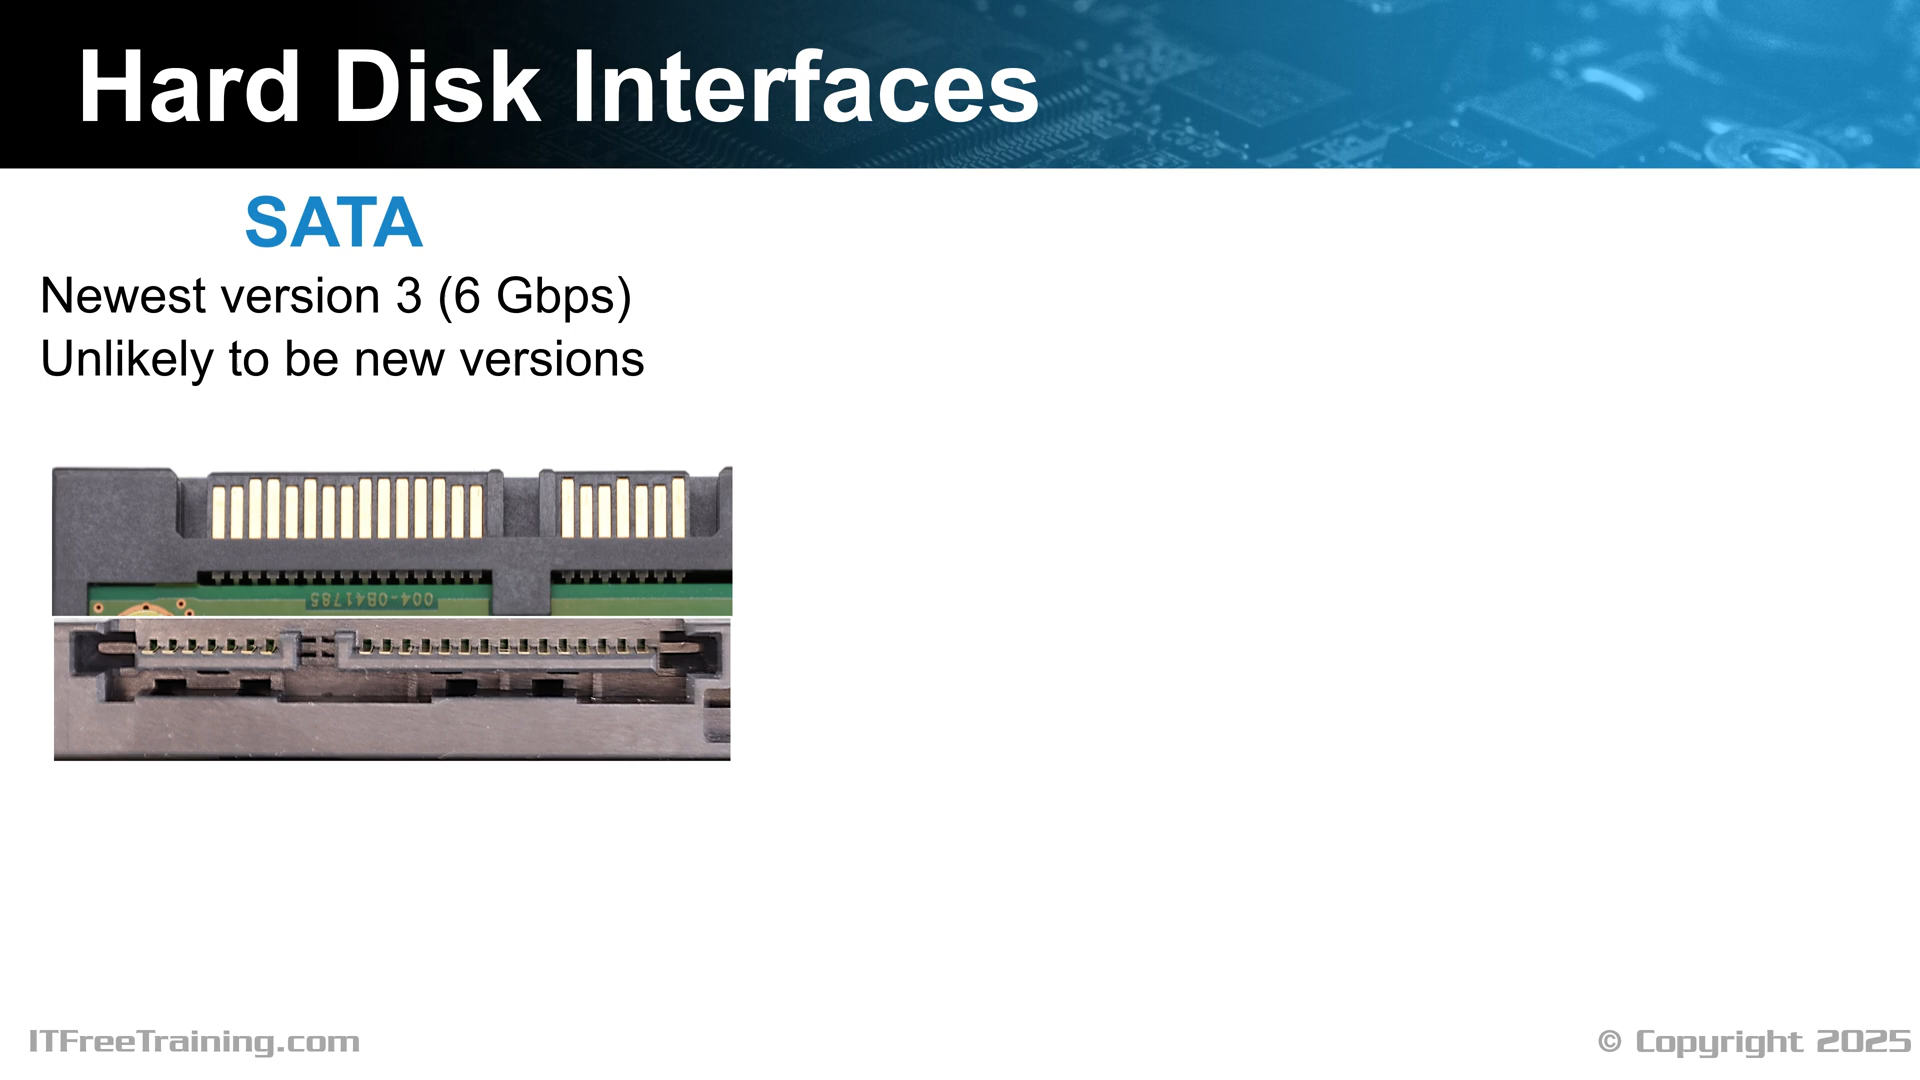 Hard Disk Interfaces
SATA
Newest version 3 (6 Gbps)
Unlikely to be new versions
004-0B41785
ITFreeTraining.com
© Copyright 2025